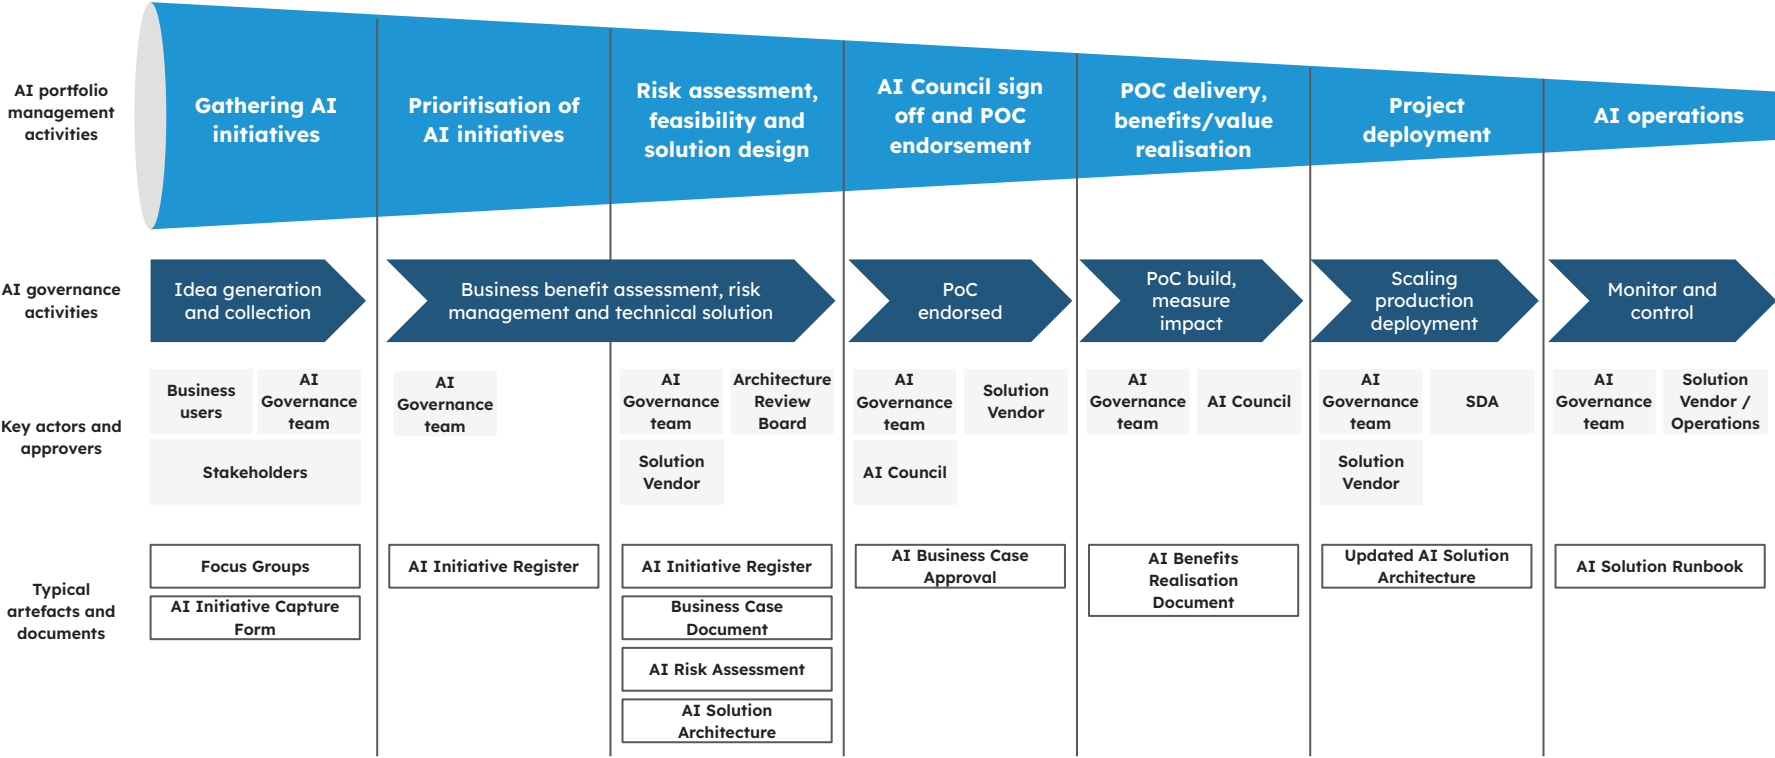 AI portfolio
management
activities
Gathering AI
initiatives
Prioritisation of
AI initiatives
Risk assessment,
feasibility and
solution design
AI Council sign
off and POC
endorsement
POC delivery,
benefits/value
realisation
Project
deployment
AI operations
AI governance
activities
Idea generation
and collection
Business benefit assessment, risk
management and technical solution
PoC
endorsed
PoC build,
measure
impact
Scaling
production
deployment
Monitor and
control
Key actors and
approvers
Business
users
AI
Governance
team
Stakeholders
AI
Governance
team
AI
Governance
team
Architecture
Review
Board
Solution
Vendor
AI
Governance
team
Solution
Vendor
AI Council
AI
Governance
team
AI Council
AI
Governance
team
SDA
Solution
Vendor
AI
Governance
team
Solution
Vendor /
Operations
Typical
artefacts and
documents
Focus Groups
AI Initiative Capture
Form
AI Initiative Register
AI Initiative Register
Business Case
Document
AI Risk Assessment
AI Solution
Architecture
AI Business Case
Approval
AI Benefits
Realisation
Document
Updated AI Solution
Architecture
AI Solution Runbook